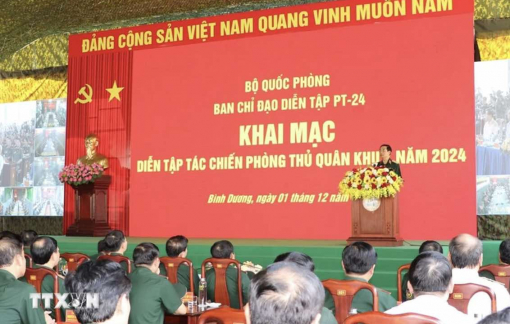 ĐẢNG CỘNG SẢN VIỆT NAM QUANG VINH MUÔN NĂM
BỘ QUỐC PHÒNG
BAN CHỈ ĐẠO DIỄN TẬP PT-24
KHAI MẠC
DIỄN TẬP TÁC CHIẾN PHÒNG THỦ QUÂN KHU NĂM 2024
Bình Dương, ngày 01 tháng 12 năm
TTXVN